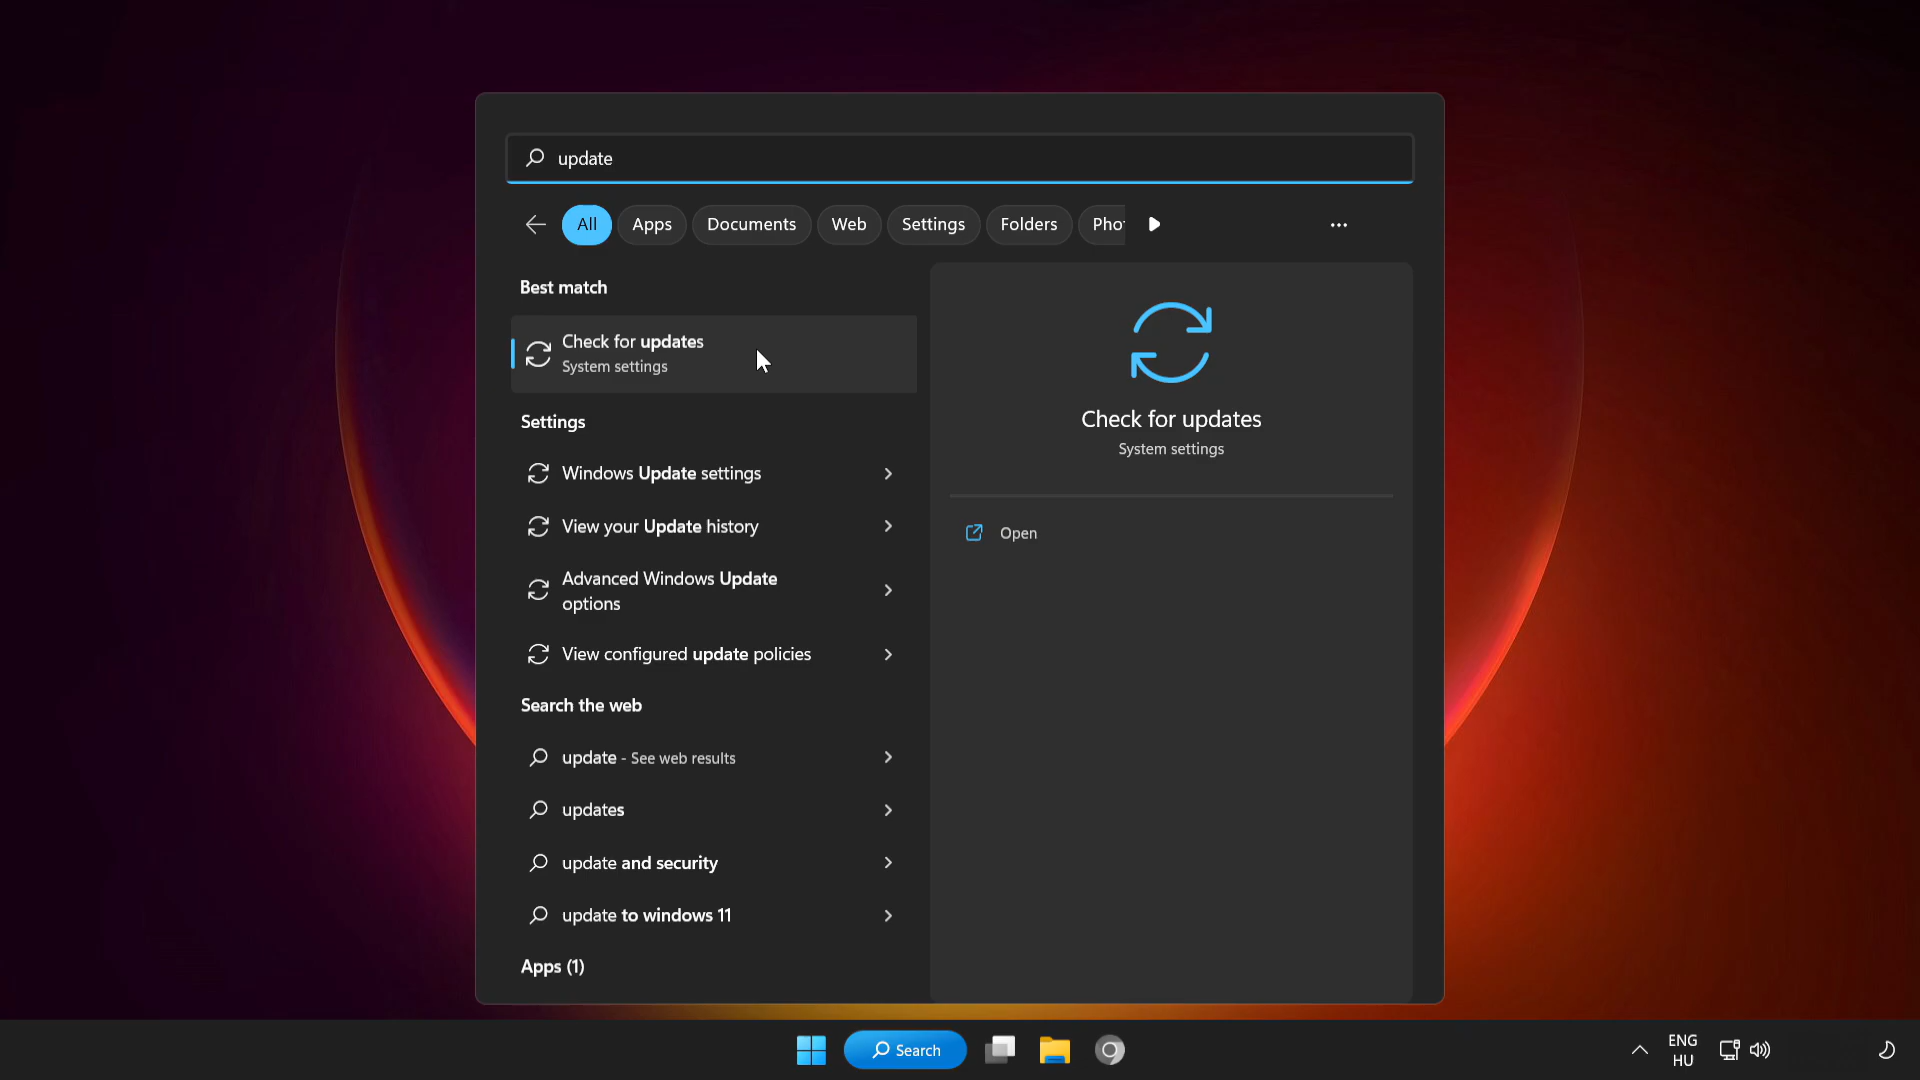 update
All Apps Documents Web Settings Folders Pho
Best match
Check for updates
System settings
Settings
Windows Update settings
View your Update history
Advanced Windows Update
options
View configured update policies
Search the web
update - See web results
updates
update and security
update to windows 11
Apps (1)
Check for updates
System settings
Open
Search
ENG
HU